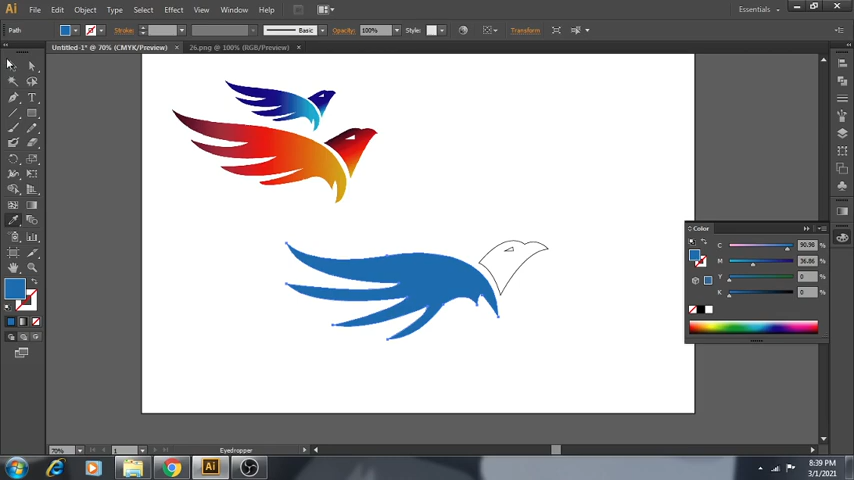 Ai File Edit Object Type Select Effect View Window Help Essentials
Path Stroke: Basic Opacity: 100% Style: Transform
Untitled-1* @ 70% (CMYK/Preview) × 26.png @ 100% (RGB/Preview) ×
Color
C 90.98 %
M 36.86 %
Y 0 %
K 0 %
70% 1 Eyedropper
Ai
8:39 PM
3/1/2021